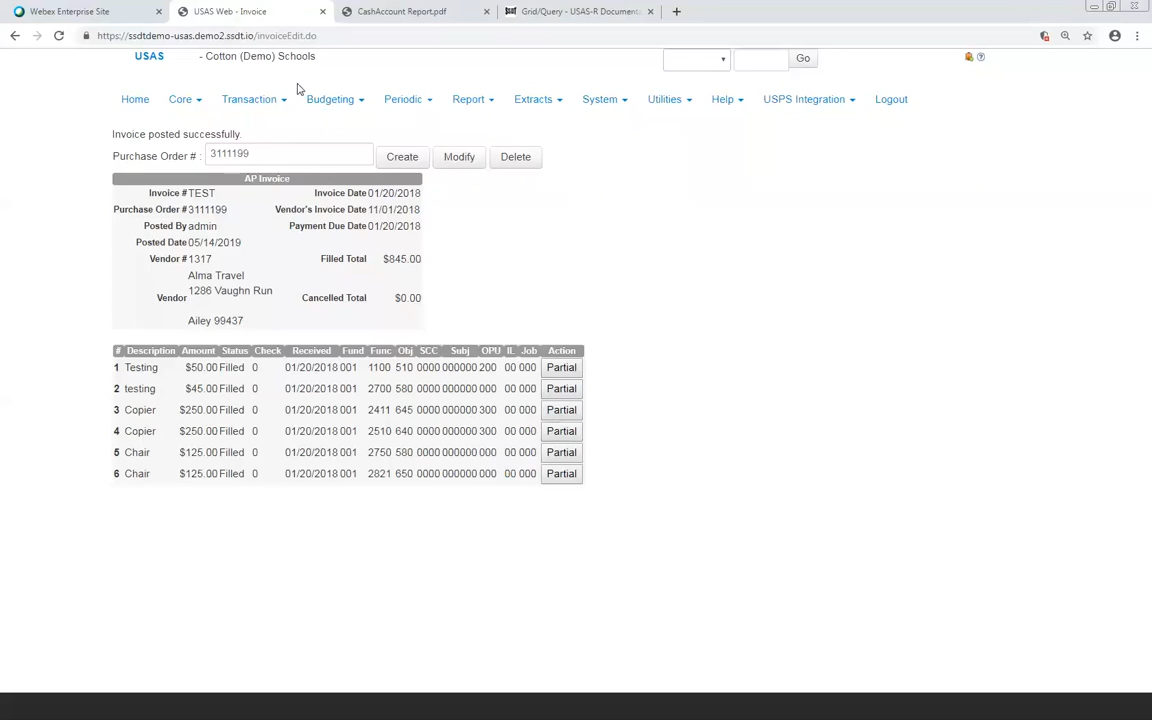 Webex Enterprise Site
USAS Web - Invoice
CashAccount Report.pdf
Grid/Query - USAS-R Documenta
https://ssdtdemo-usas.demo2.ssdt.io/invoiceEdit.do
USAS - Cotton (Demo) Schools
Go
Home Core Transaction Budgeting Periodic Report Extracts System Utilities Help USPS Integration Logout
Invoice posted successfully.
Purchase Order # : 3111199 Create Modify Delete
AP Invoice
Invoice # TEST Invoice Date 01/20/2018
Purchase Order # 3111199 Vendor's Invoice Date 11/01/2018
Posted By admin Payment Due Date 01/20/2018
Posted Date 05/14/2019
Vendor # 1317 Filled Total $845.00
Alma Travel
1286 Vaughn Run
Vendor Cancelled Total $0.00
Ailey 99437
# Description Amount Status Check Received Fund Func Obj SCC Subj OPU IL Job Action
1 Testing $50.00 Filled 0 01/20/2018 001 1100 510 0000 000000 200 00 000 Partial
2 testing $45.00 Filled 0 01/20/2018 001 2700 580 0000 000000 000 00 000 Partial
3 Copier $250.00 Filled 0 01/20/2018 001 2411 645 0000 000000 300 00 000 Partial
4 Copier $250.00 Filled 0 01/20/2018 001 2510 640 0000 000000 300 00 000 Partial
5 Chair $125.00 Filled 0 01/20/2018 001 2750 580 0000 000000 000 00 000 Partial
6 Chair $125.00 Filled 0 01/20/2018 001 2821 650 0000 000000 000 00 000 Partial